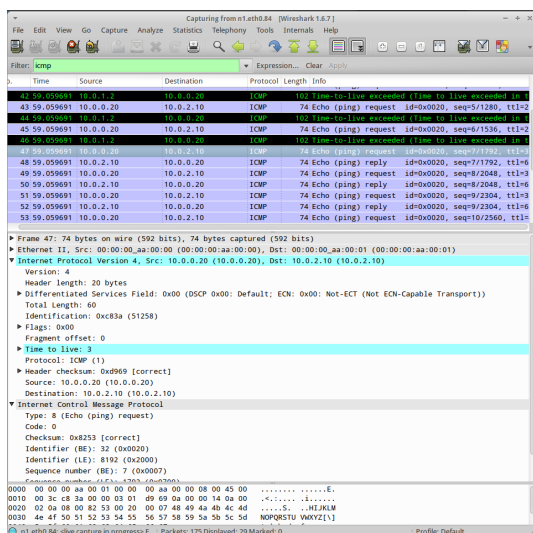 Capturing from n1.eth0.84 [Wireshark 1.6.7 ]
File Edit View Go Capture Analyze Statistics Telephony Tools Internals Help
Filter: icmp Expression... Clear Apply
Time Source Destination Protocol Length Info
42 59.059691 10.0.1.2 10.0.0.20 ICMP 102 Time-to-live exceeded (Time to live exceeded in t
43 59.059691 10.0.0.20 10.0.2.10 ICMP 74 Echo (ping) request id=0x0020, seq=5/1280, ttl=2
44 59.059691 10.0.1.2 10.0.0.20 ICMP 102 Time-to-live exceeded (Time to live exceeded in t
45 59.059691 10.0.0.20 10.0.2.10 ICMP 74 Echo (ping) request id=0x0020, seq=6/1536, ttl=2
46 59.059691 10.0.1.2 10.0.0.20 ICMP 102 Time-to-live exceeded (Time to live exceeded in t
47 59.059691 10.0.0.20 10.0.2.10 ICMP 74 Echo (ping) request id=0x0020, seq=7/1792, ttl=3
48 59.059691 10.0.2.10 10.0.0.20 ICMP 74 Echo (ping) reply id=0x0020, seq=7/1792, ttl=6
49 59.059691 10.0.0.20 10.0.2.10 ICMP 74 Echo (ping) request id=0x0020, seq=8/2048, ttl=3
50 59.059691 10.0.2.10 10.0.0.20 ICMP 74 Echo (ping) reply id=0x0020, seq=8/2048, ttl=6
51 59.059691 10.0.0.20 10.0.2.10 ICMP 74 Echo (ping) request id=0x0020, seq=9/2304, ttl=3
52 59.059691 10.0.2.10 10.0.0.20 ICMP 74 Echo (ping) reply id=0x0020, seq=9/2304, ttl=6
53 59.059691 10.0.0.20 10.0.2.10 ICMP 74 Echo (ping) request id=0x0020, seq=10/2560, ttl=
Frame 47: 74 bytes on wire (592 bits), 74 bytes captured (592 bits)
Ethernet II, Src: 00:00:00_aa:00:00 (00:00:00:aa:00:00), Dst: 00:00:00_aa:00:01 (00:00:00:aa:00:01)
Internet Protocol Version 4, Src: 10.0.0.20 (10.0.0.20), Dst: 10.0.2.10 (10.0.2.10)
Version: 4
Header length: 20 bytes
Differentiated Services Field: 0x00 (DSCP 0x00: Default; ECN: 0x00: Not-ECT (Not ECN-Capable Transport))
Total Length: 60
Identification: 0xc83a (51258)
Flags: 0x00
Fragment offset: 0
Time to live: 3
Protocol: ICMP (1)
Header checksum: 0xd969 [correct]
Source: 10.0.0.20 (10.0.0.20)
Destination: 10.0.2.10 (10.0.2.10)
Internet Control Message Protocol
Type: 8 (Echo (ping) request)
Code: 0
Checksum: 0x8253 [correct]
Identifier (BE): 32 (0x0020)
Identifier (LE): 8192 (0x2000)
Sequence number (BE): 7 (0x0007)
Sequence number (LE): 1792 (0x0700)
0000 00 00 00 aa 00 01 00 00 00 aa 00 00 08 00 45 00 ........ ......E.
0010 00 3c c8 3a 00 00 03 01 d9 69 0a 00 00 14 0a 00 .<.:.... .i......
0020 02 0a 08 00 82 53 00 20 00 07 48 49 4a 4b 4c 4d .....S. ..HIJKLM
0030 4e 4f 50 51 52 53 54 55 56 57 58 59 5a 5b 5c 5d NOPQRSTU VWXYZ[\]
n1.eth0.84: <live capture in progress> F Packets: 175 Displayed: 29 Marked: 0 Profile: Default